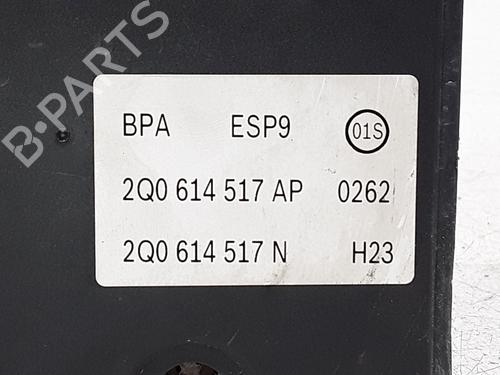 B-PARTS
BPA ESP9 01S
2Q0 614 517 AP 0262
2Q0 614 517 N H23